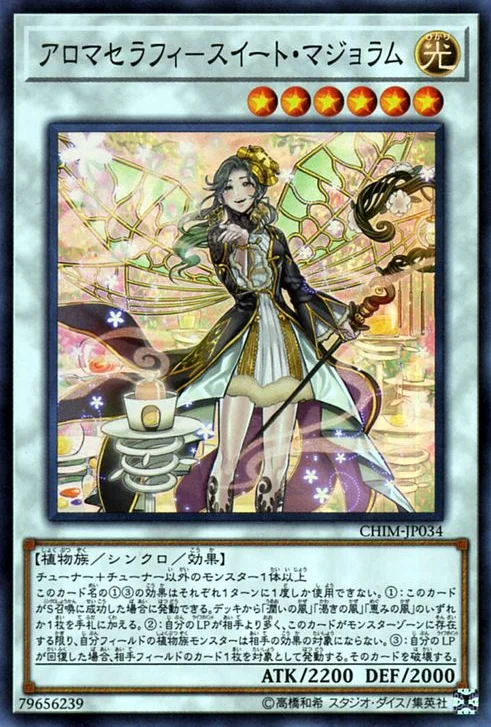 アロマセラフィースイート・マジョラム
光
CHIM-JP034
【植物族／シンクロ／効果】
チューナー＋チューナー以外のモンスター1体以上
このカード名の①③の効果はそれぞれ1ターンに1度しか使用できない。①：このカード
がS召喚に成功した場合に発動できる。デッキから「潤いの風」「渇きの風」「恵みの風」のいずれ
か1枚を手札に加える。②：自分のLPが相手より多く、このカードがモンスターゾーンに存在
する限り、自分フィールドの植物族モンスターは相手の効果の対象にならない。③：自分のLP
が回復した場合、相手フィールドのカード1枚を対象として発動する。そのカードを破壊する。
ATK/2200 DEF/2000
79656239
©高橋和希 スタジオ・ダイス/集英社